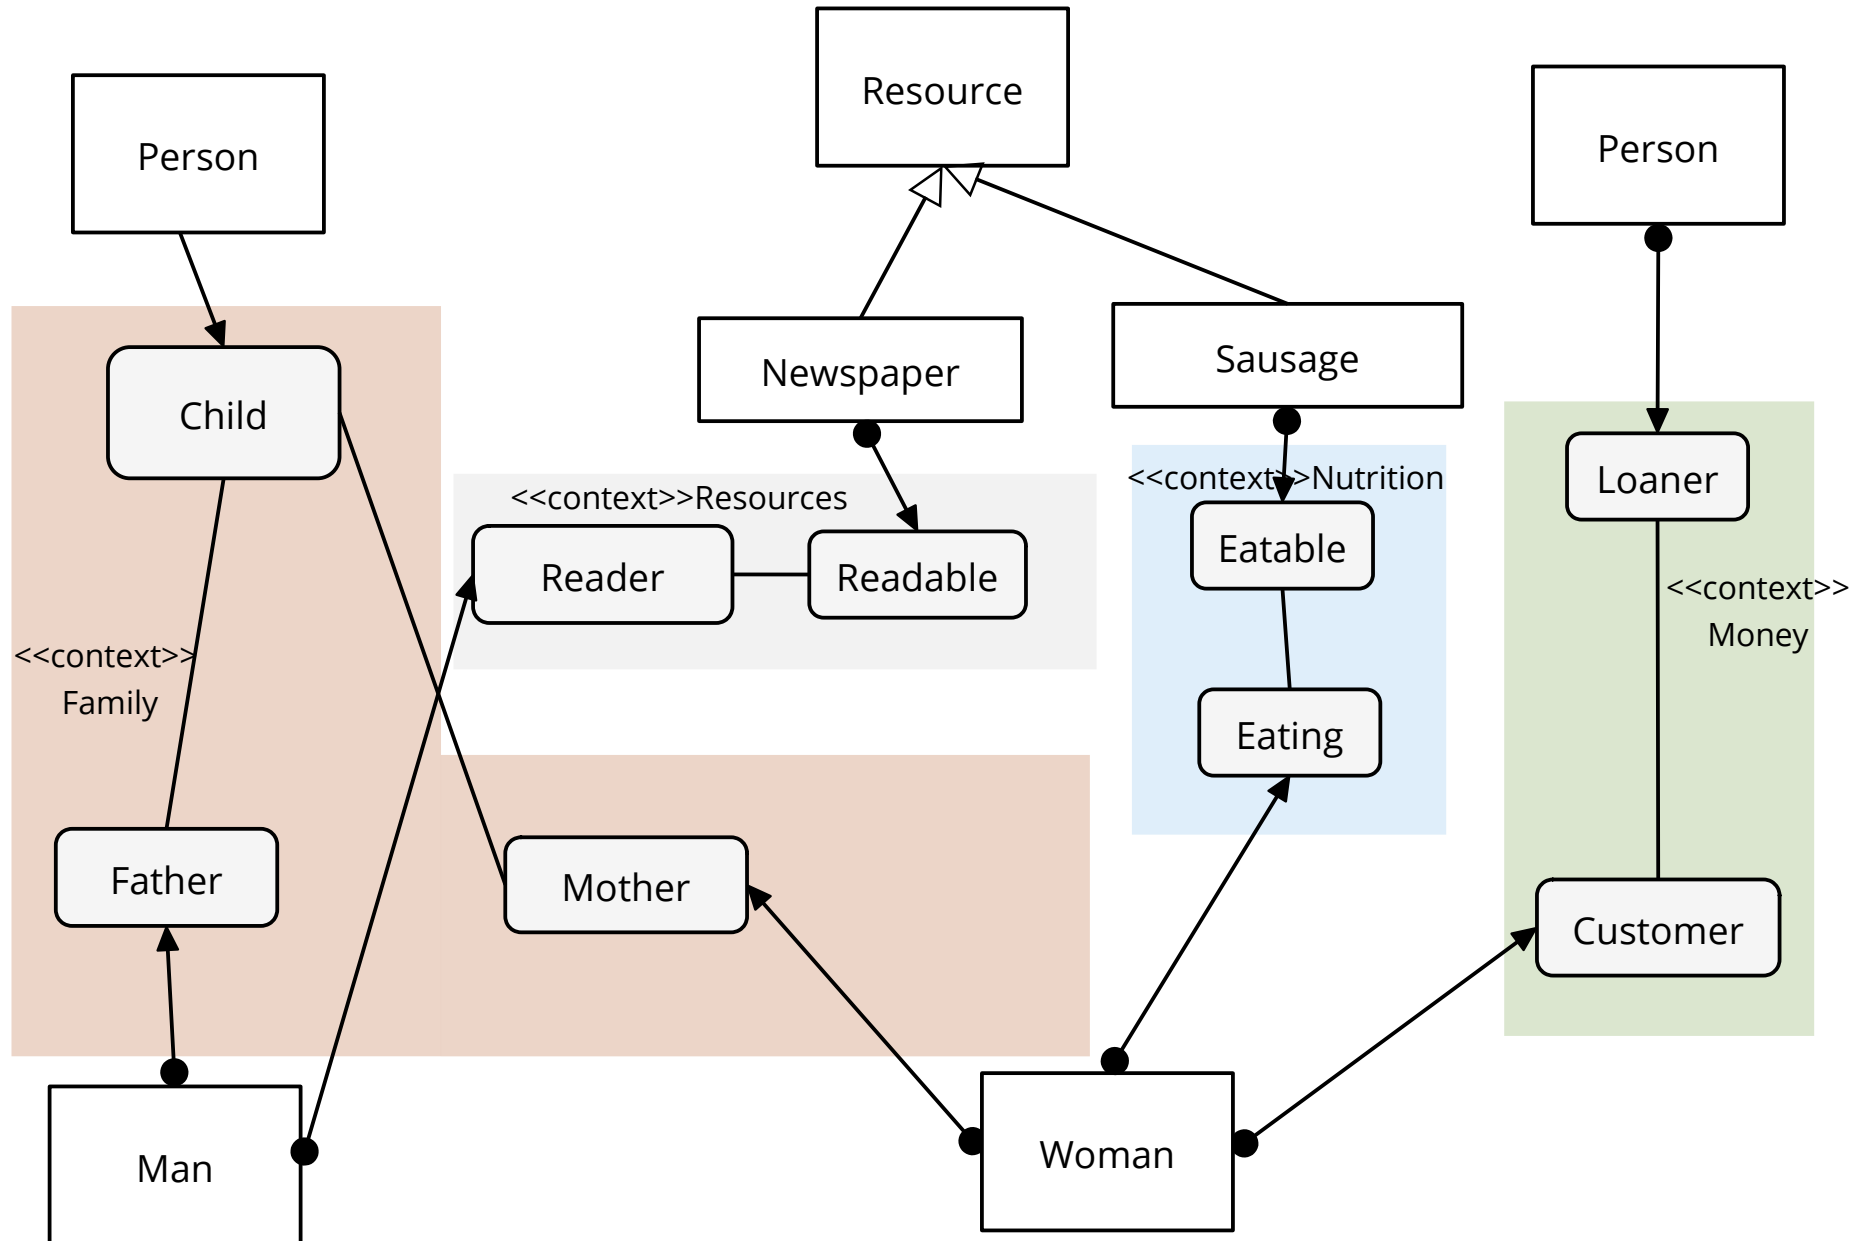 Resource
Person
Person
Newspaper
Sausage
Child
<<context>>Resources
<<context>>Nutrition
Loaner
Reader
Readable
Eatable
<<context>>
Money
<<context>>
Family
Eating
Father
Mother
Customer
Man
Woman